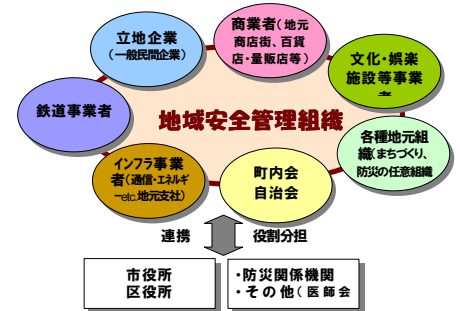 商業者(地元
商店街、百貨
店・量販店等)
立地企業
(一般民間企業)
文化・娯楽
施設等事業
者
鉄道事業者
地域安全管理組織
各種地元組
織(まちづくり、
防災の任意組織
インフラ事業
者(通信・エネルギ
ーetc.地元支社)
町内会
自治会
連携
役割分担
市役所
区役所
・防災関係機関
・その他(医師会